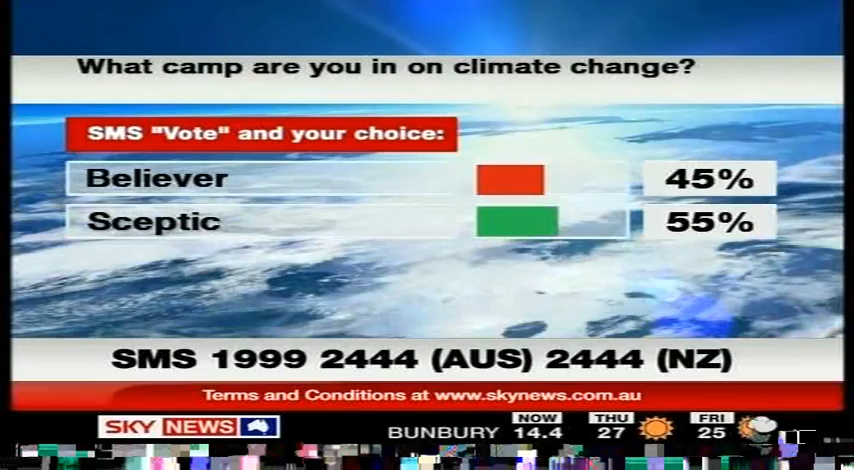 What camp are you in on climate change?
SMS "Vote" and your choice:
Believer 45%
Sceptic 55%
SMS 1999 2444 (AUS) 2444 (NZ)
Terms and Conditions at www.skynews.com.au
SKY NEWS
BUNBURY NOW 14.4 THU 27 FRI 25